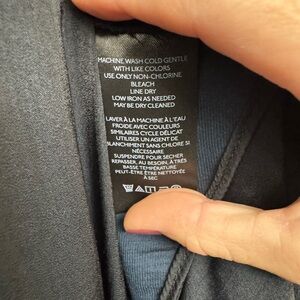 MACHINE WASH COLD GENTLE
WITH LIKE COLORS
USE ONLY NON-CHLORINE
BLEACH
LINE DRY
LOW IRON AS NEEDED
MAY BE DRY CLEANED
LAVER À LA MACHINE À L'EAU
FROIDE AVEC COULEURS
SIMILAIRES CYCLE DÉLICAT
UTILISER UN AGENT DE
BLANCHIMENT SANS CHLORE SI
NÉCESSAIRE
SUSPENDRE POUR SÉCHER
REPASSER, AU BESOIN, À TRÈS
BASSE TEMPÉRATURE
PEUT-ÊTRE ÊTRE NETTOYÉE
À SEC